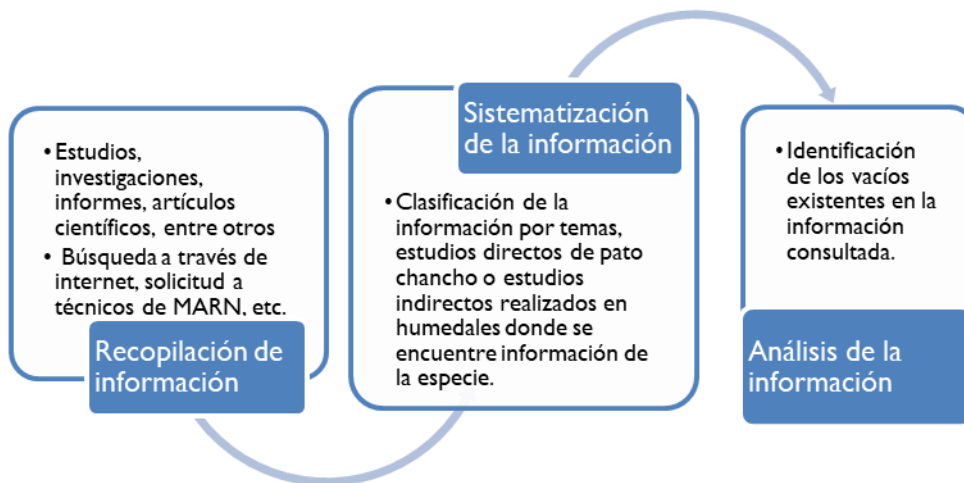 • Estudios,
investigaciones,
informes, artículos
científicos, entre otros
• Búsqueda a través de
internet, solicitud a
técnicos de MARN, etc.
Recopilación de
información
Sistematización
de la información
• Clasificación de la
información por temas,
estudios directos de pato
chancho o estudios
indirectos realizados en
humedales donde se
encuentre información de
la especie.
• Identificación
de los vacíos
existentes en la
información
consultada.
Análisis de la
información